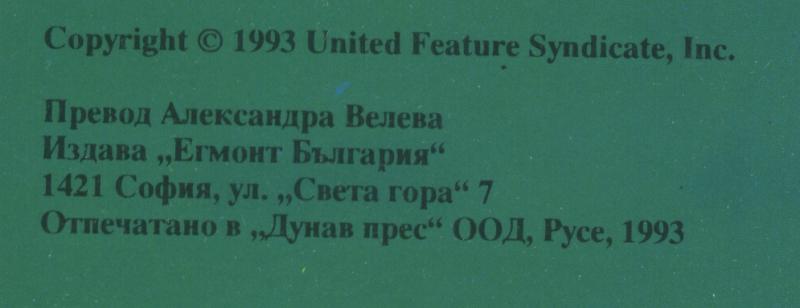 Copyright © 1993 United Feature Syndicate, Inc.
Превод Александра Велева
Издава „Егмонт България“
1421 София, ул. „Света гора“ 7
Отпечатано в „Дунав прес“ ООД, Русе, 1993